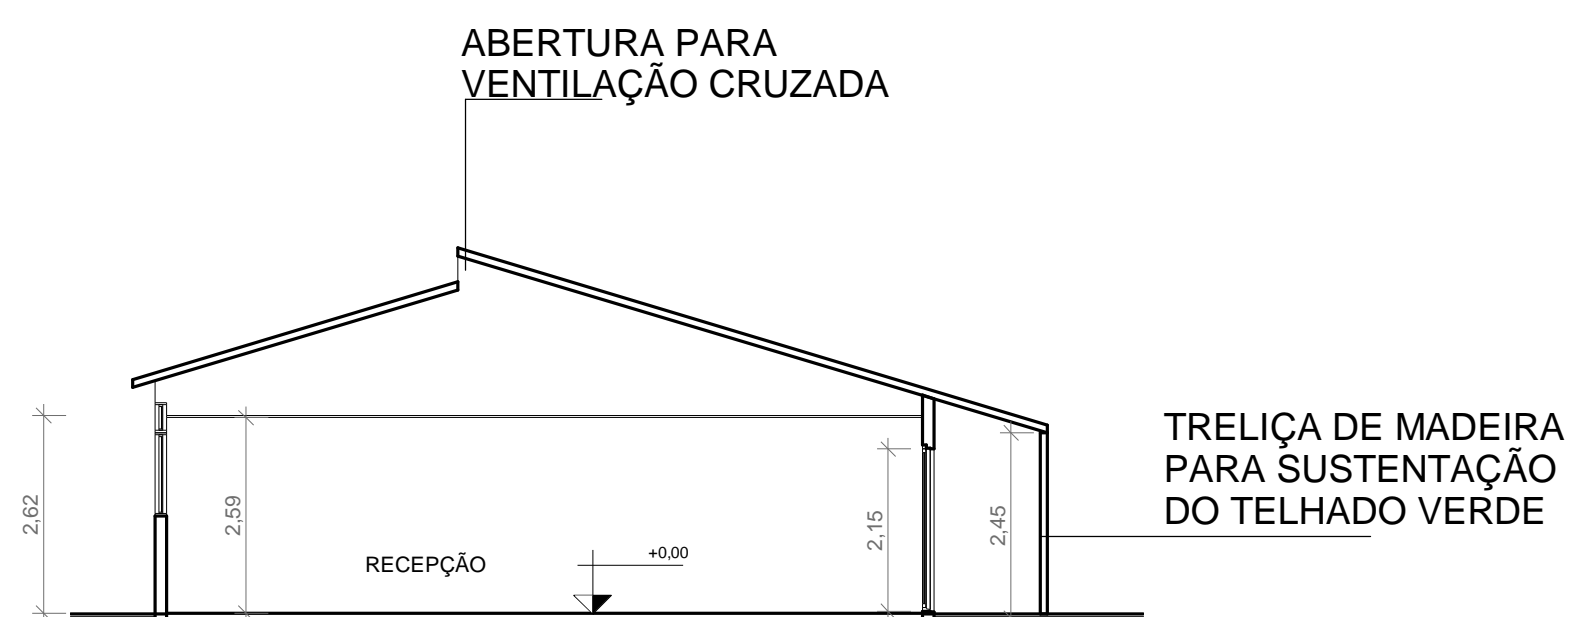 ABERTURA PARA
VENTILAÇÃO CRUZADA
TRELIÇA DE MADEIRA
PARA SUSTENTAÇÃO
DO TELHADO VERDE
2,62
2,59
2,15
2,45
RECEPÇÃO
+0,00